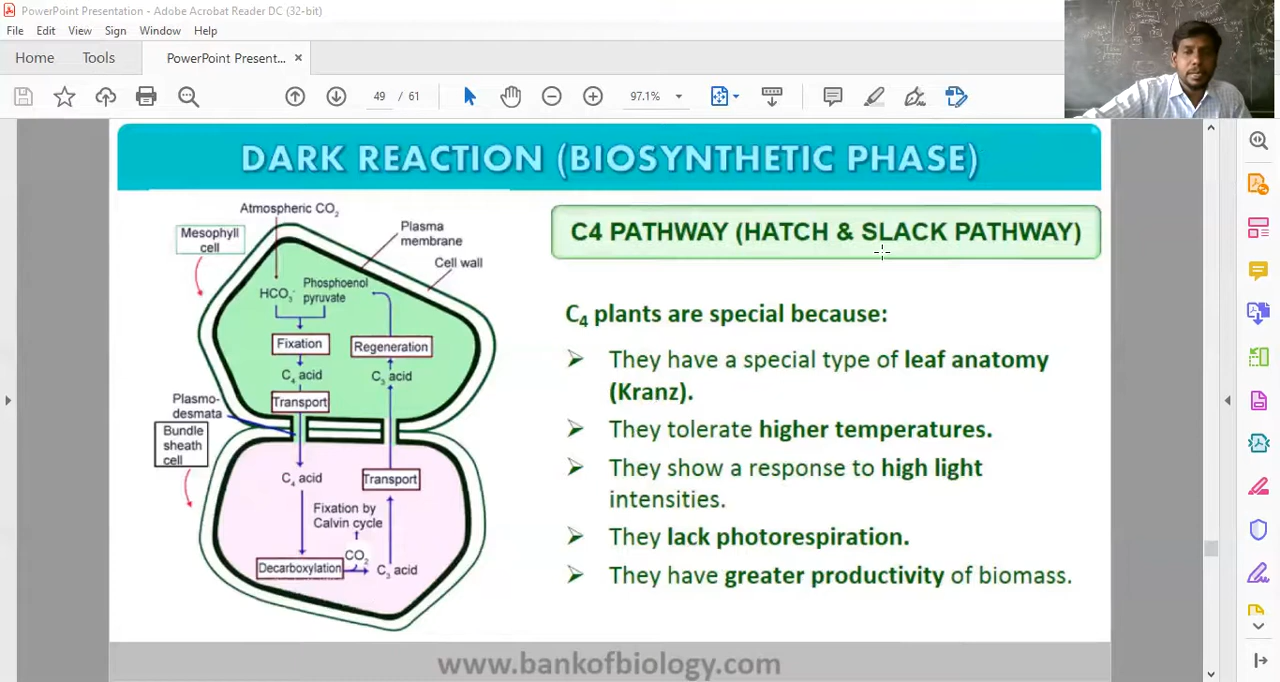 PowerPoint Presentation - Adobe Acrobat Reader DC (32-bit)
File Edit View Sign Window Help
Home Tools PowerPoint Present... ×
49 / 61 97.1%
DARK REACTION (BIOSYNTHETIC PHASE)
Atmospheric CO₂
Mesophyll
cell
Plasma
membrane
Cell wall
HCO₃⁻
Phosphoenol
pyruvate
Fixation
Regeneration
C₄ acid
C₃ acid
Transport
Plasmo-
desmata
Bundle
sheath
cell
C₄ acid
Transport
Fixation by
Calvin cycle
CO₂
Decarboxylation
C₃ acid
C4 PATHWAY (HATCH & SLACK PATHWAY)
C₄ plants are special because:
➢ They have a special type of leaf anatomy
(Kranz).
➢ They tolerate higher temperatures.
➢ They show a response to high light
intensities.
➢ They lack photorespiration.
➢ They have greater productivity of biomass.
www.bankofbiology.com